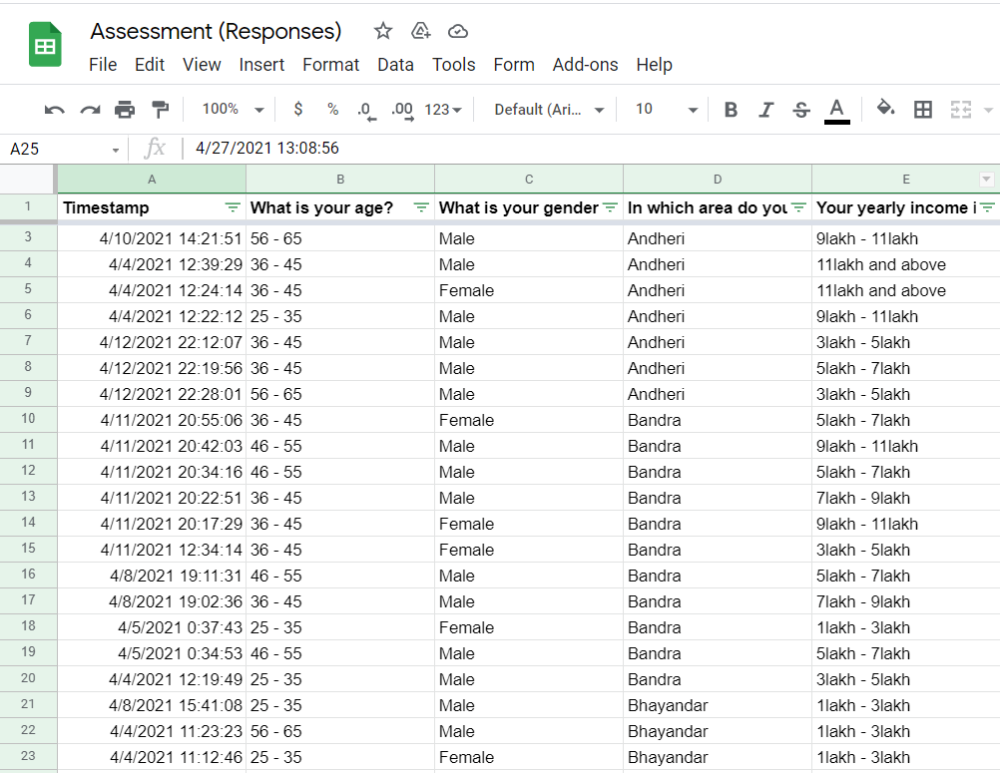 Assessment (Responses)
File Edit View Insert Format Data Tools Form Add-ons Help
100% $ % .0 .00 123 Default (Ari... 10 B I S A
A25 fx 4/27/2021 13:08:56
A B C D E
1 Timestamp What is your age? What is your gender In which area do you Your yearly income i
3 4/10/2021 14:21:51 56 - 65 Male Andheri 9lakh - 11lakh
4 4/4/2021 12:39:29 36 - 45 Male Andheri 11lakh and above
5 4/4/2021 12:24:14 36 - 45 Female Andheri 11lakh and above
6 4/4/2021 12:22:12 25 - 35 Male Andheri 9lakh - 11lakh
7 4/12/2021 22:12:07 36 - 45 Male Andheri 3lakh - 5lakh
8 4/12/2021 22:19:56 36 - 45 Male Andheri 5lakh - 7lakh
9 4/12/2021 22:28:01 56 - 65 Male Andheri 3lakh - 5lakh
10 4/11/2021 20:55:06 36 - 45 Female Bandra 5lakh - 7lakh
11 4/11/2021 20:42:03 46 - 55 Male Bandra 9lakh - 11lakh
12 4/11/2021 20:34:16 46 - 55 Male Bandra 5lakh - 7lakh
13 4/11/2021 20:22:51 36 - 45 Male Bandra 7lakh - 9lakh
14 4/11/2021 20:17:29 36 - 45 Female Bandra 9lakh - 11lakh
15 4/11/2021 12:34:14 36 - 45 Female Bandra 3lakh - 5lakh
16 4/8/2021 19:11:31 46 - 55 Male Bandra 5lakh - 7lakh
17 4/8/2021 19:02:36 36 - 45 Male Bandra 7lakh - 9lakh
18 4/5/2021 0:37:43 25 - 35 Female Bandra 1lakh - 3lakh
19 4/5/2021 0:34:53 46 - 55 Male Bandra 5lakh - 7lakh
20 4/4/2021 12:19:49 25 - 35 Male Bandra 3lakh - 5lakh
21 4/8/2021 15:41:08 25 - 35 Male Bhayandar 1lakh - 3lakh
22 4/4/2021 11:23:23 56 - 65 Male Bhayandar 1lakh - 3lakh
23 4/4/2021 11:12:46 25 - 35 Female Bhayandar 1lakh - 3lakh